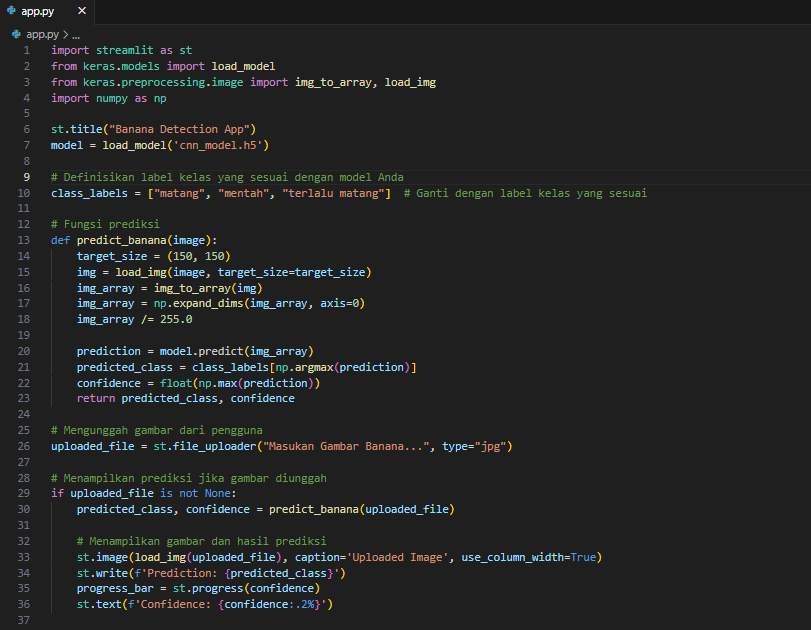 app.py ×
app.py > ...
1 import streamlit as st
2 from keras.models import load_model
3 from keras.preprocessing.image import img_to_array, load_img
4 import numpy as np
5
6 st.title("Banana Detection App")
7 model = load_model('cnn_model.h5')
8
9 # Definisikan label kelas yang sesuai dengan model Anda
10 class_labels = ["matang", "mentah", "terlalu matang"]  # Ganti dengan label kelas yang sesuai
11
12 # Fungsi prediksi
13 def predict_banana(image):
14     target_size = (150, 150)
15     img = load_img(image, target_size=target_size)
16     img_array = img_to_array(img)
17     img_array = np.expand_dims(img_array, axis=0)
18     img_array /= 255.0
19
20     prediction = model.predict(img_array)
21     predicted_class = class_labels[np.argmax(prediction)]
22     confidence = float(np.max(prediction))
23     return predicted_class, confidence
24
25 # Mengunggah gambar dari pengguna
26 uploaded_file = st.file_uploader("Masukan Gambar Banana...", type="jpg")
27
28 # Menampilkan prediksi jika gambar diunggah
29 if uploaded_file is not None:
30     predicted_class, confidence = predict_banana(uploaded_file)
31
32     # Menampilkan gambar dan hasil prediksi
33     st.image(load_img(uploaded_file), caption='Uploaded Image', use_column_width=True)
34     st.write(f'Prediction: {predicted_class}')
35     progress_bar = st.progress(confidence)
36     st.text(f'Confidence: {confidence:.2%}')
37